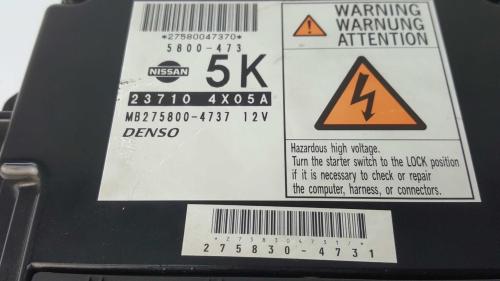 *27580047370*
5800-473
NISSAN
5K
23710 4X05A
MB275800-4737 12V
DENSO
WARNING
WARNUNG
ATTENTION
Hazardous high voltage.
Turn the starter switch to the LOCK position
if it is necessary to check or repair
the computer, harness, or connectors.
275830-4731